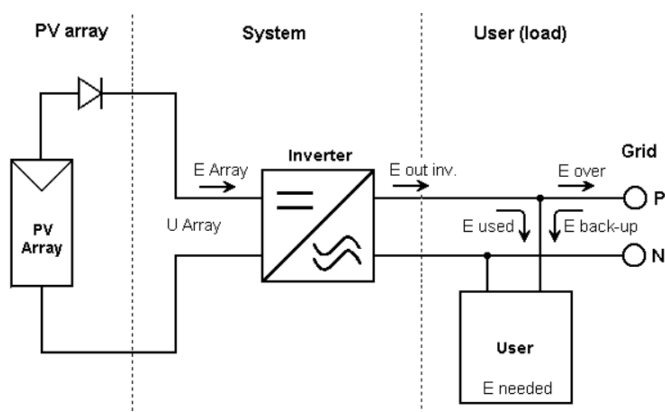 PV array
System
User (load)
E Array
Inverter
E out inv.
E over
Grid
P
U Array
E used
E back-up
PV
Array
N
User
E needed